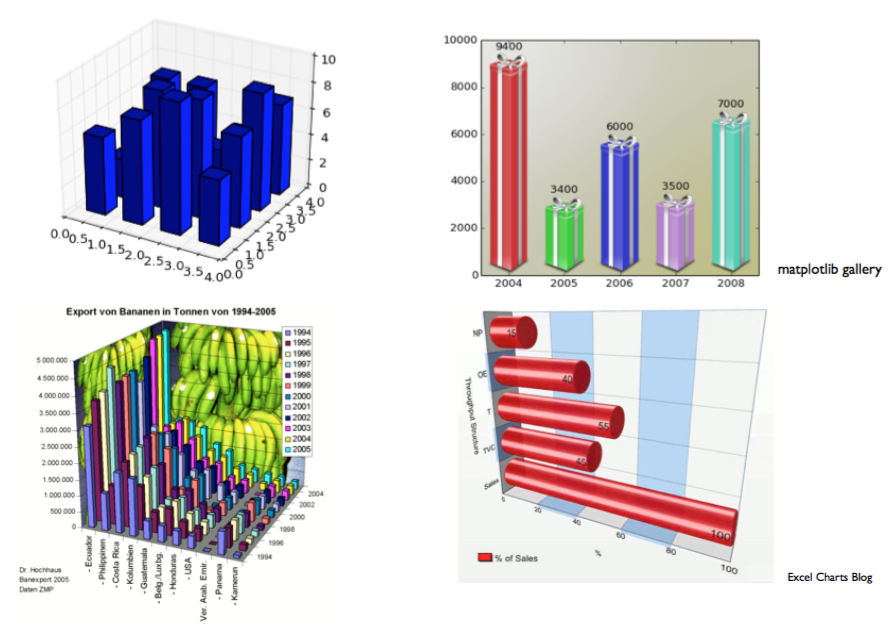 10
8
6
4
2
0
0.0 0.5 1.0 1.5 2.0 2.5 3.0 3.5 4.0
0.0 0.5 1.0 1.5 2.0 2.5 3.0 3.5 4.0
10000
8000
6000
4000
2000
0
9400
3400
6000
3500
7000
2004 2005 2006 2007 2008
matplotlib gallery
Export von Bananen in Tonnen von 1994-2005
5.000.000
4.500.000
4.000.000
3.500.000
3.000.000
2.500.000
2.000.000
1.500.000
1.000.000
500.000
0
1994
1995
1996
1997
1998
1999
2000
2001
2002
2003
2004
2005
2004
2002
2000
1998
1996
1994
- Ecuador
- Philippinen
- Costa Rica
- Kolumbien
- Guatemala
- Belg./Luxbg.
- Honduras
- USA
- Ver. Arab. Emir.
- Panama
- Kamerun
Dr. Hochhaus
Banexport 2005
Daten ZMP
Throughput Structure
NP
OE
T
TVC
Sales
15
40
55
45
100
0 20 40 60 80 100
%
% of Sales
Excel Charts Blog